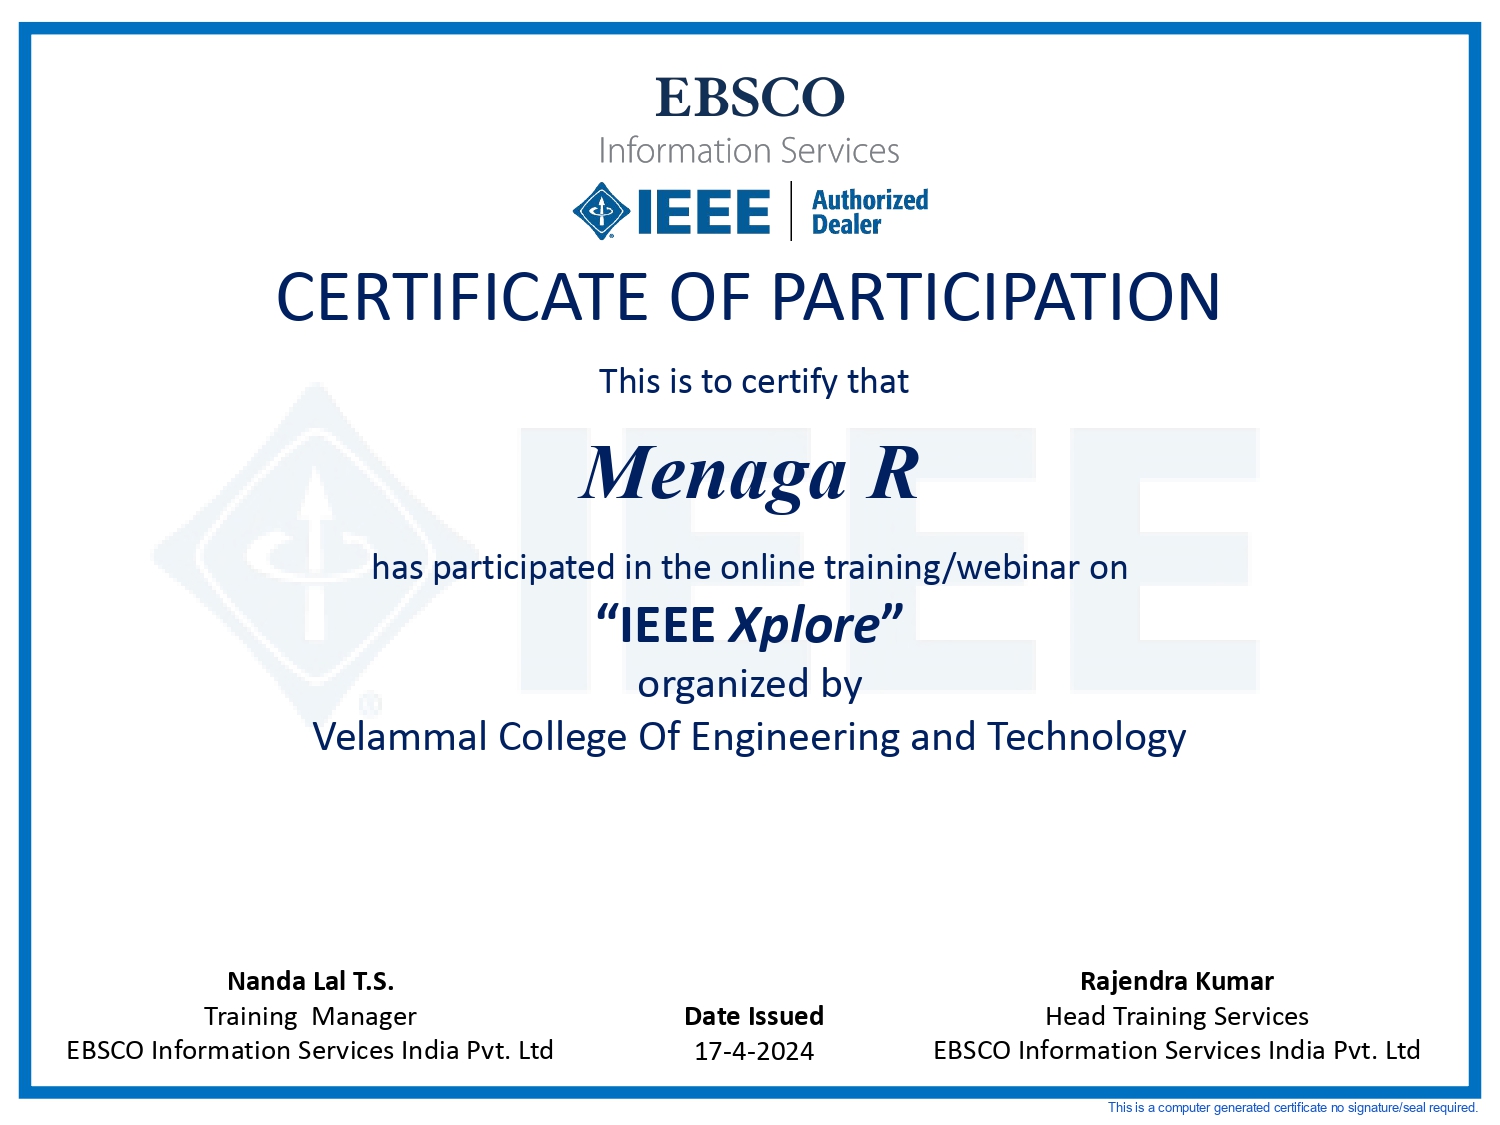 EBSCO
Information Services
IEEE
Authorized
Dealer
CERTIFICATE OF PARTICIPATION
This is to certify that
Menaga R
has participated in the online training/webinar on
“IEEE Xplore”
organized by
Velammal College Of Engineering and Technology
Nanda Lal T.S.
Training Manager
EBSCO Information Services India Pvt. Ltd
Date Issued
17-4-2024
Rajendra Kumar
Head Training Services
EBSCO Information Services India Pvt. Ltd
This is a computer generated certificate no signature/seal required.
IEEE